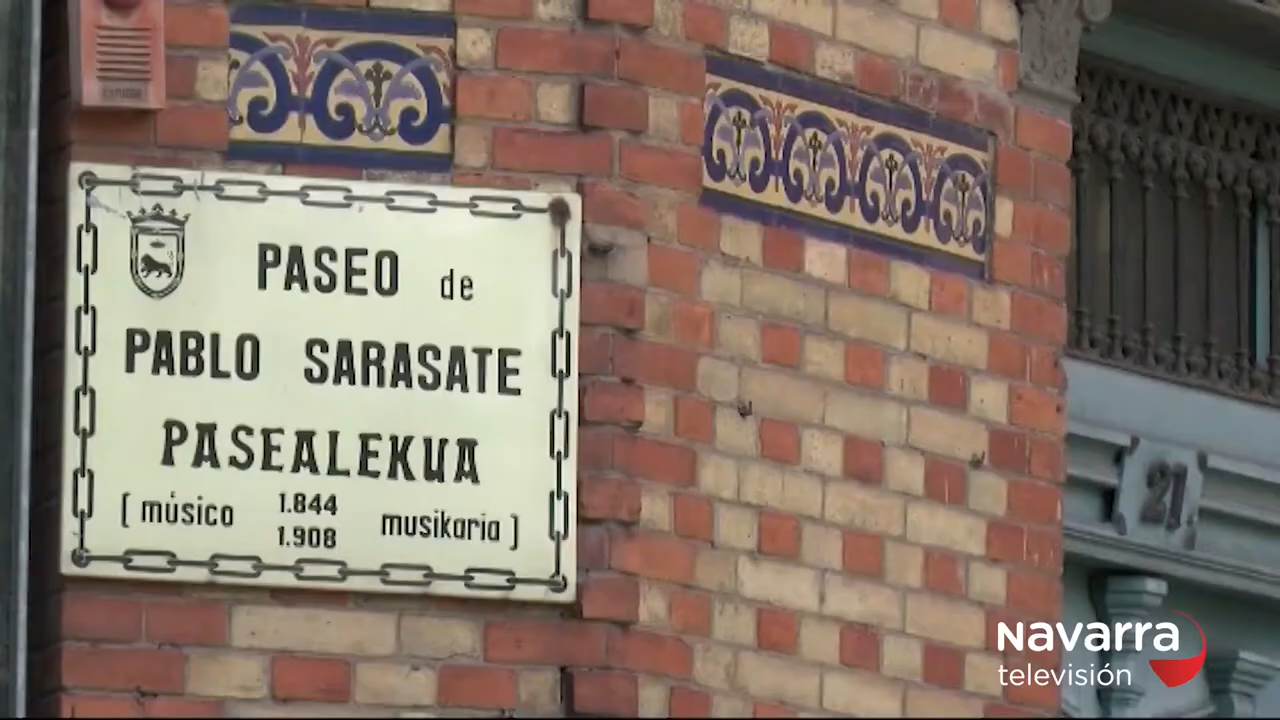 PASEO de
PABLO SARASATE
PASEALEKUA
[ músico 1.844 musikaria ]
1.908
21
Navarra
televisión